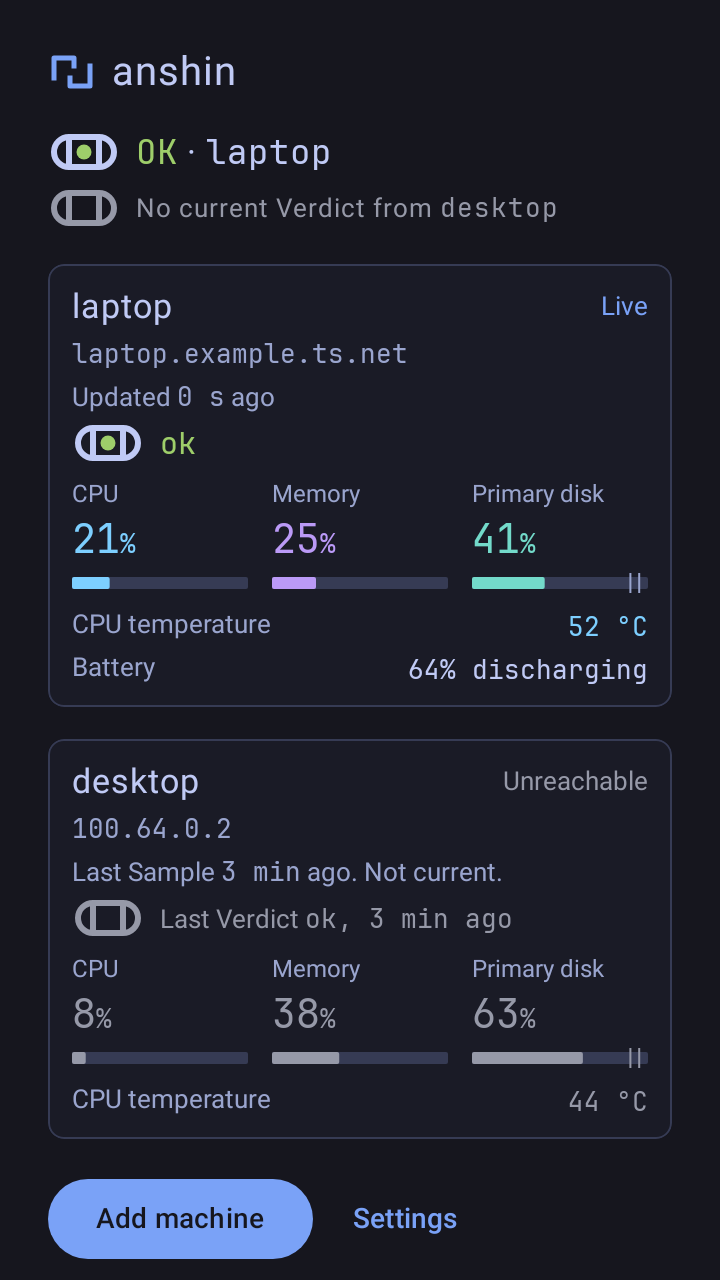 anshin
OK · laptop
No current Verdict from desktop
laptop Live
laptop.example.ts.net
Updated 0 s ago
ok
CPU Memory Primary disk
21% 25% 41%
CPU temperature 52 °C
Battery 64% discharging
desktop Unreachable
100.64.0.2
Last Sample 3 min ago. Not current.
Last Verdict ok, 3 min ago
CPU Memory Primary disk
8% 38% 63%
CPU temperature 44 °C
Add machine Settings